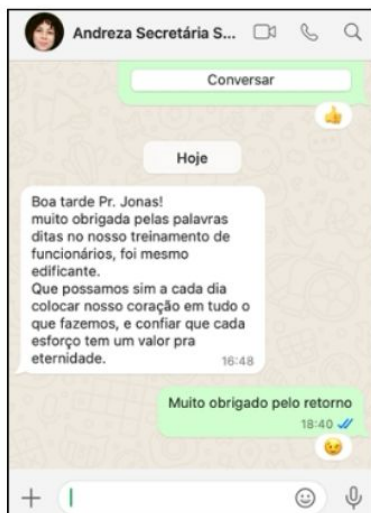 Andreza Secretária S...
Conversar
Hoje
Boa tarde Pr. Jonas!
muito obrigada pelas palavras
ditas no nosso treinamento de
funcionários, foi mesmo
edificante.
Que possamos sim a cada dia
colocar nosso coração em tudo o
que fazemos, e confiar que cada
esforço tem um valor pra
eternidade.
16:48
Muito obrigado pelo retorno
18:40